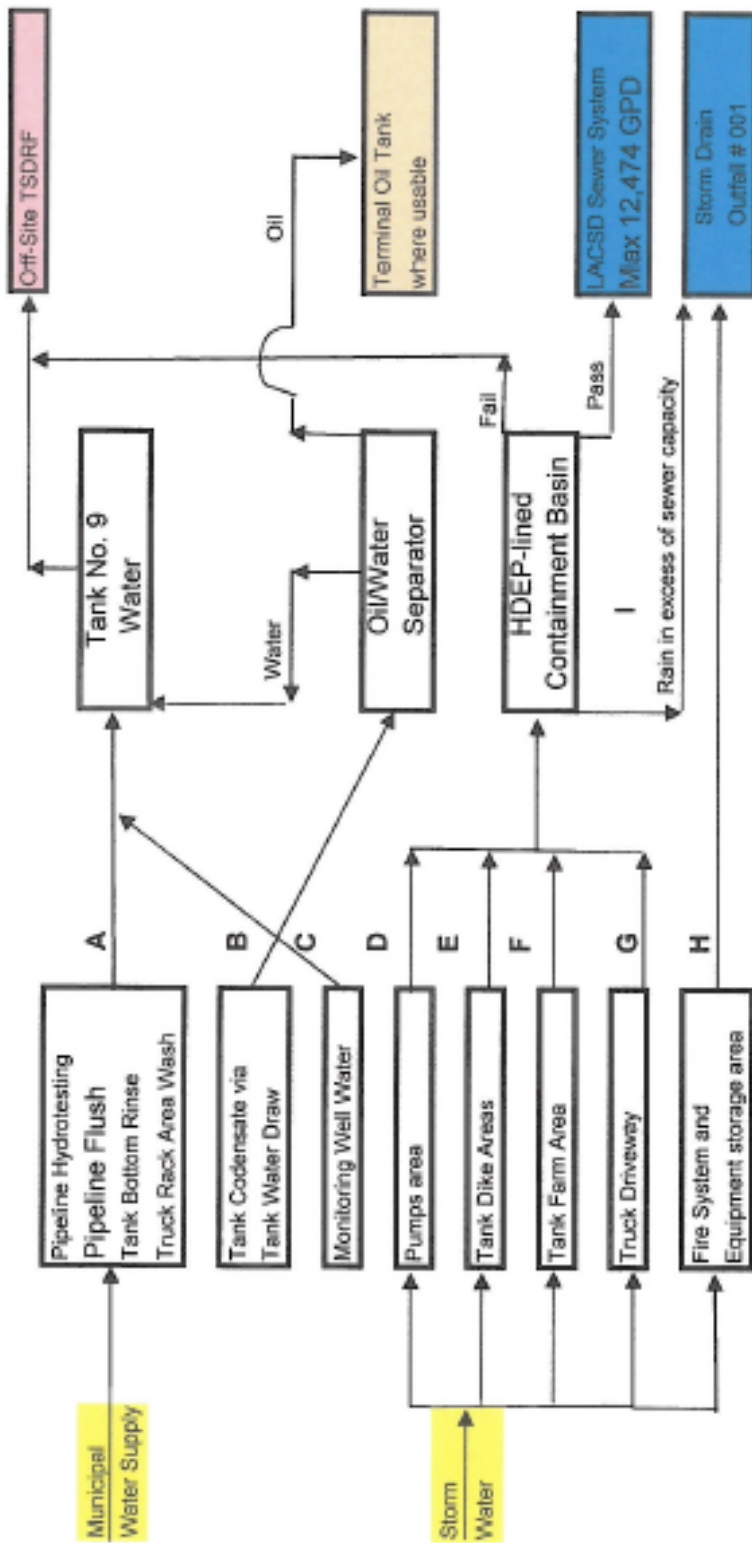 Municipal
Water Supply
Storm
Water
Pipeline Hydrotesting
Pipeline Flush
Tank Bottom Rinse
Truck Rack Area Wash
Tank Codensate via
Tank Water Draw
Monitoring Well Water
Pumps area
Tank Dike Areas
Tank Farm Area
Truck Driveway
Fire System and
Equipment storage area
A
B
C
D
E
F
G
H
Tank No. 9
Water
Water
Oil/Water
Separator
HDEP-lined
Containment Basin
I
Rain in excess of sewer capacity
Fail
Pass
Oil
Off-Site TSDRF
Terminal Oil Tank
where usable
LACSD Sewer System
Max 12,474 GPD
Storm Drain
Outfall # 001